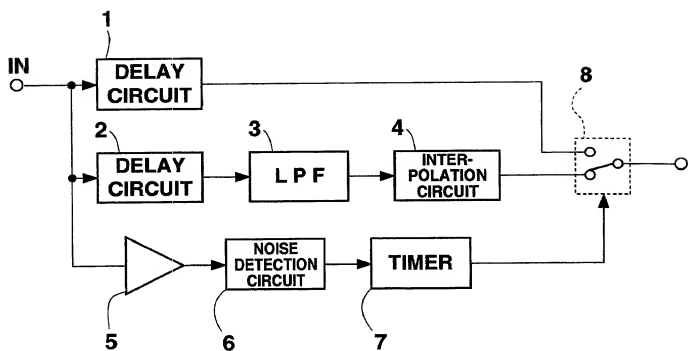 1
IN
DELAY
CIRCUIT
8
2
DELAY
CIRCUIT
3
L P F
4
INTER-
POLATION
CIRCUIT
5
NOISE
DETECTION
CIRCUIT
6
TIMER
7